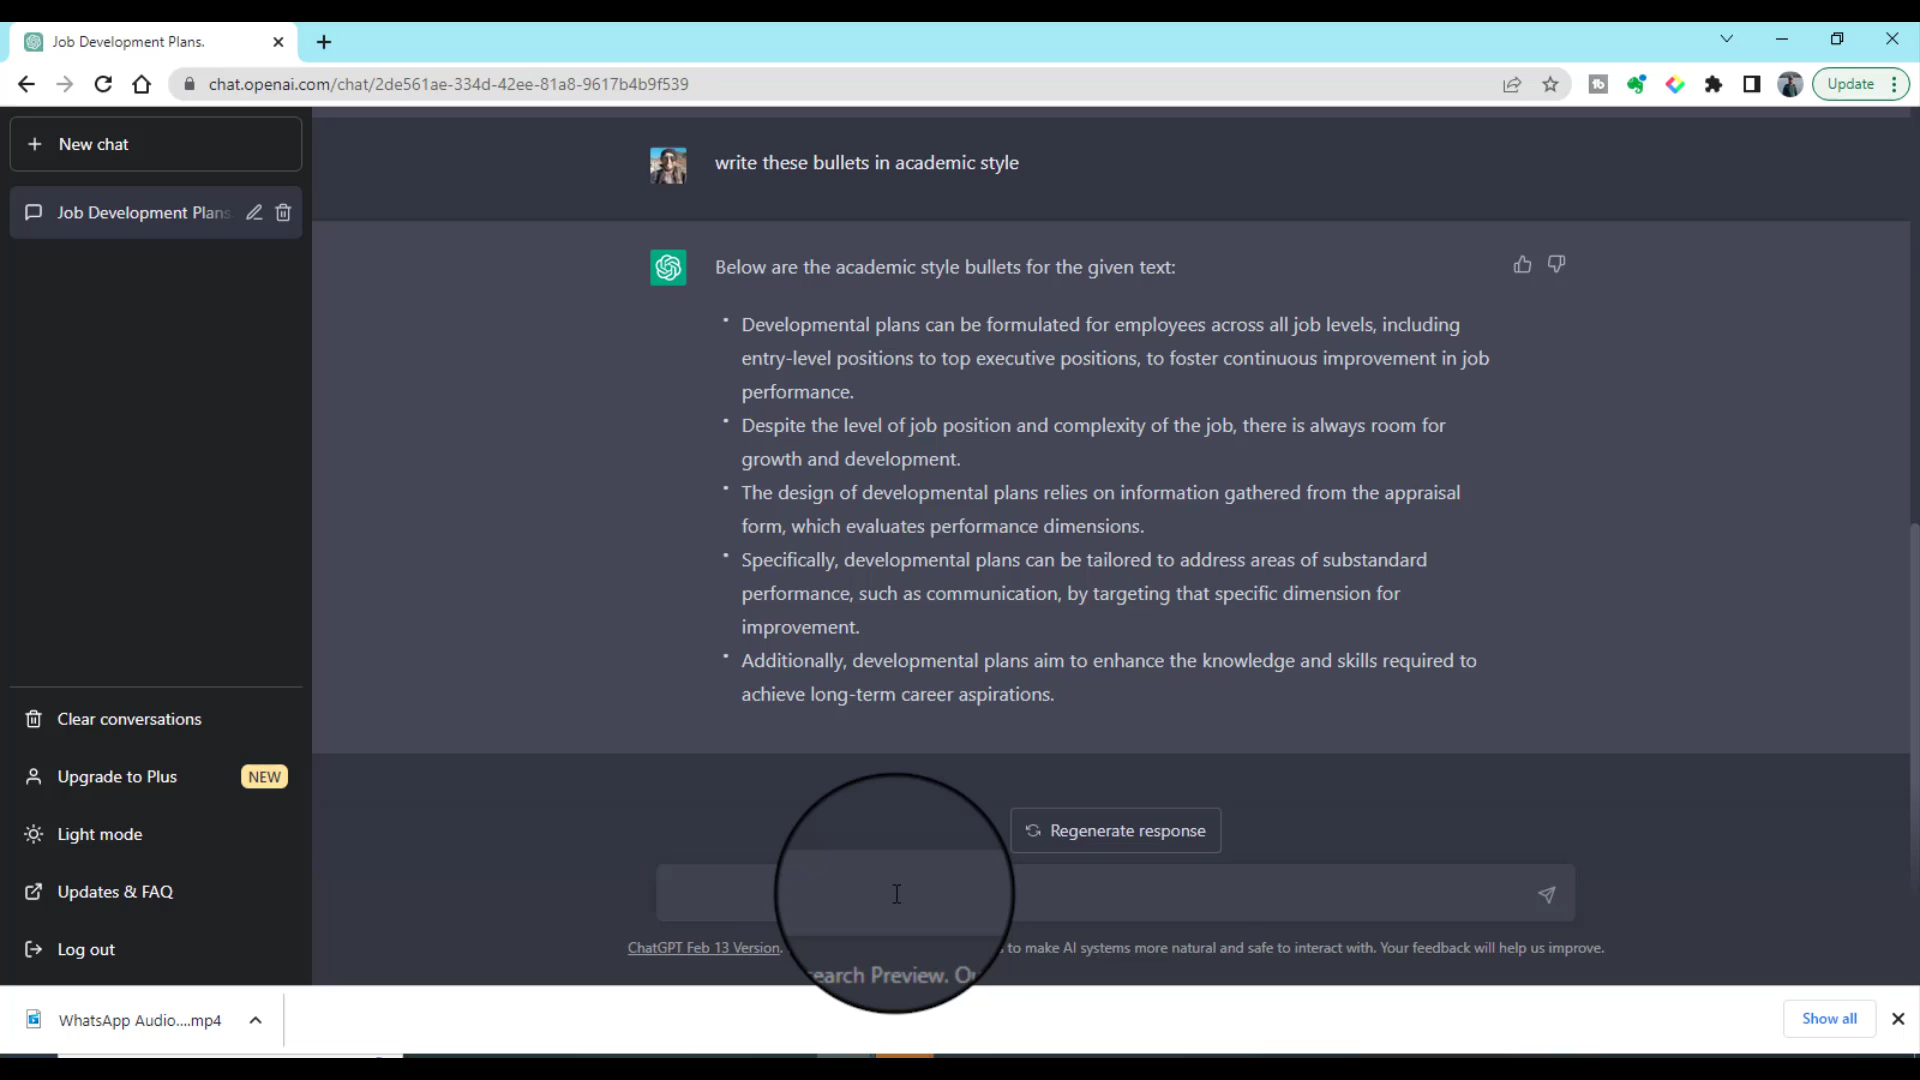 Job Development Plans.
chat.openai.com/chat/2de561ae-334d-42ee-81a8-9617b4b9f539
Update
New chat
Job Development Plans
write these bullets in academic style
Below are the academic style bullets for the given text:
• Developmental plans can be formulated for employees across all job levels, including
entry-level positions to top executive positions, to foster continuous improvement in job
performance.
• Despite the level of job position and complexity of the job, there is always room for
growth and development.
• The design of developmental plans relies on information gathered from the appraisal
form, which evaluates performance dimensions.
• Specifically, developmental plans can be tailored to address areas of substandard
performance, such as communication, by targeting that specific dimension for
improvement.
• Additionally, developmental plans aim to enhance the knowledge and skills required to
achieve long-term career aspirations.
Clear conversations
Upgrade to Plus NEW
Light mode
Updates & FAQ
Log out
Regenerate response
ChatGPT Feb 13 Version. to make AI systems more natural and safe to interact with. Your feedback will help us improve.
earch Preview.
WhatsApp Audio....mp4
Show all